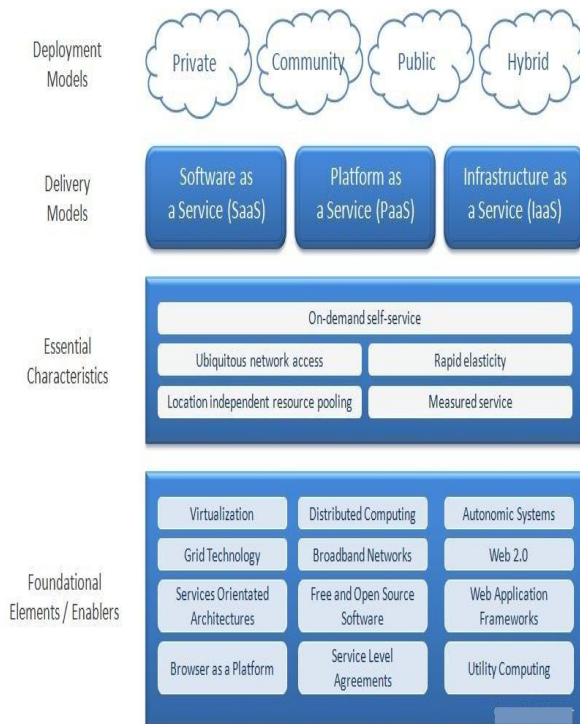 Deployment
Models
Private
Community
Public
Hybrid
Delivery
Models
Software as
a Service (SaaS)
Platform as
a Service (PaaS)
Infrastructure as
a Service (IaaS)
Essential
Characteristics
On-demand self-service
Ubiquitous network access
Rapid elasticity
Location independent resource pooling
Measured service
Foundational
Elements / Enablers
Virtualization
Distributed Computing
Autonomic Systems
Grid Technology
Broadband Networks
Web 2.0
Services Orientated
Architectures
Free and Open Source
Software
Web Application
Frameworks
Browser as a Platform
Service Level
Agreements
Utility Computing